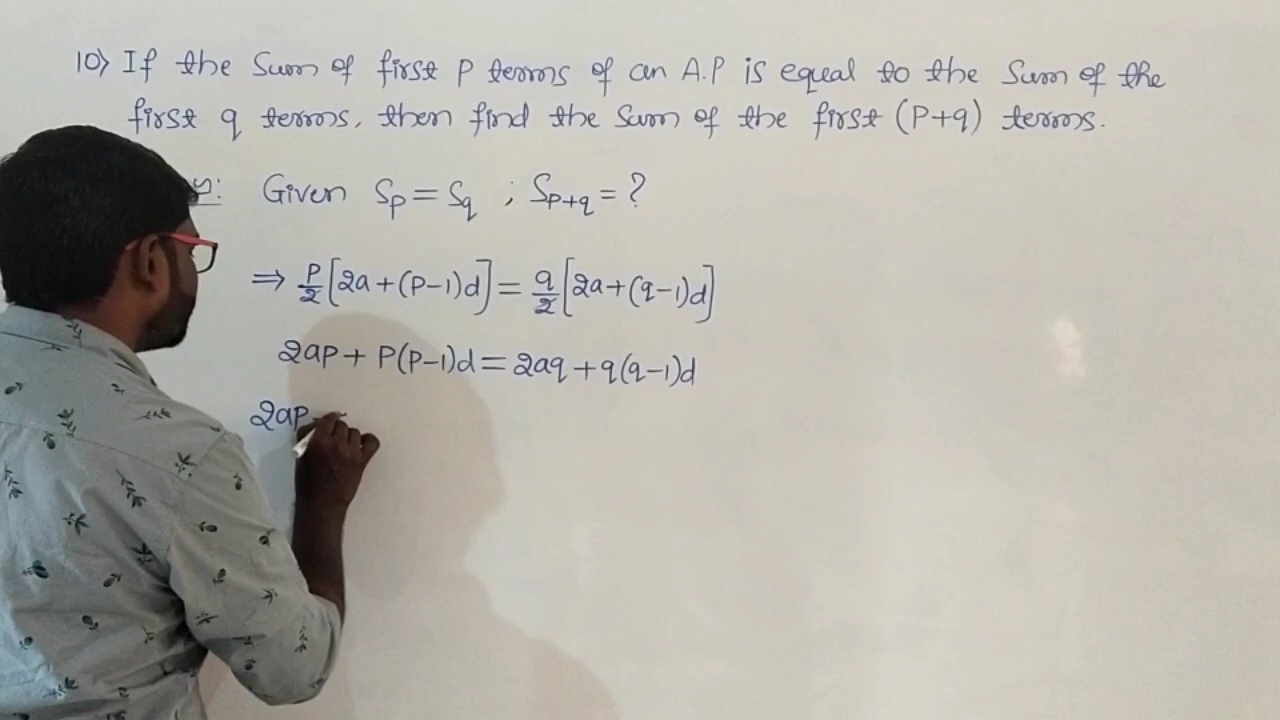 10) If the Sum of first P terms of an A.P is equal to the Sum of the
first q terms, then find the Sum of the first (P+q) terms.
Given Sp = Sq ; Sp+q = ?
⇒ P/2 [2a + (P-1)d] = q/2 [2a + (q-1)d]
2ap + P(p-1)d = 2aq + q(q-1)d
2ap